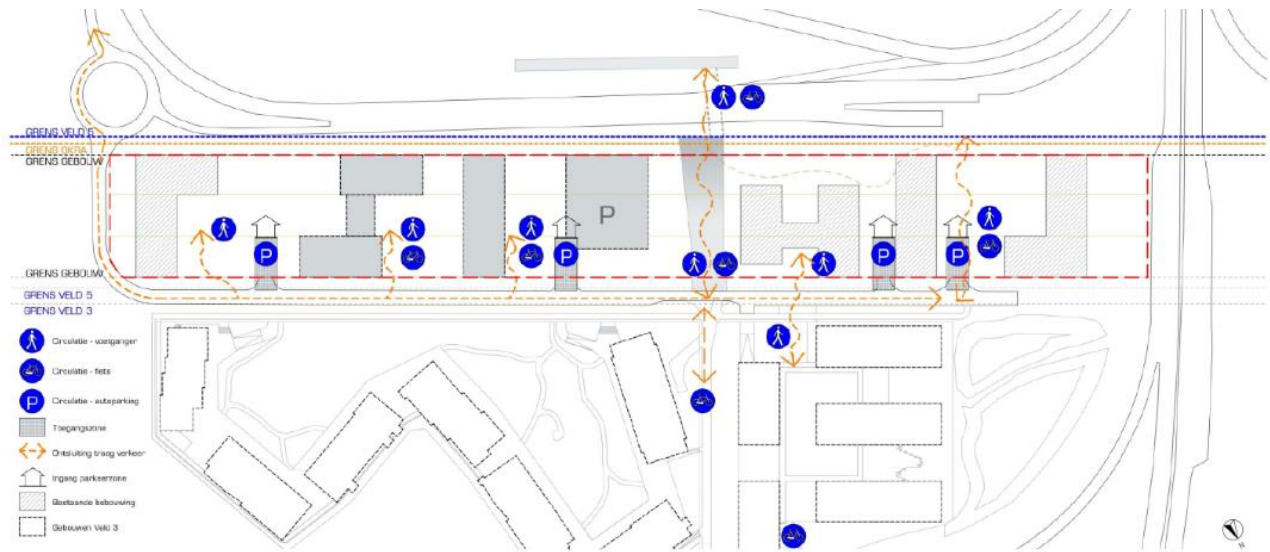 GRENS VELD 5
GRENS OKRA
GRENS GEBOUW
P
P
P
P
P
P
GRENS GEBOUW
GRENS VELD 5
GRENS VELD 3
Circulatie - voetganger
Circulatie - fiets
P Circulatie - autoparking
Toegangszone
Ontsluiting traag verkeer
Ingang parkeerzone
Bestaande bebouwing
Gebouwen Veld 3
N